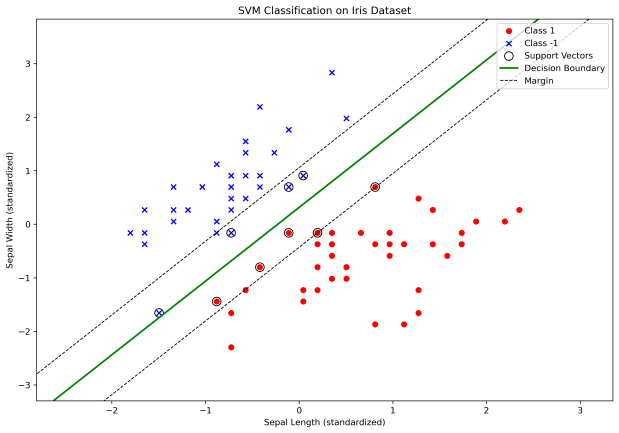 SVM Classification on Iris Dataset
Class 1
Class -1
Support Vectors
Decision Boundary
Margin
Sepal Width (standardized)
3
2
1
0
−1
−2
−3
−2
−1
0
1
2
3
Sepal Length (standardized)